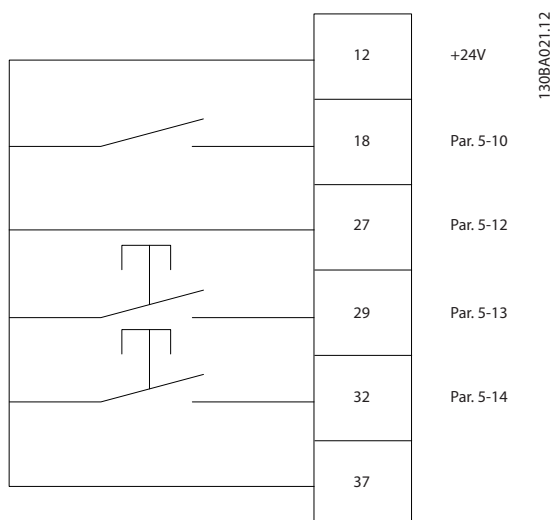 130BA021.12
12 +24V
18 Par. 5-10
27 Par. 5-12
29 Par. 5-13
32 Par. 5-14
37